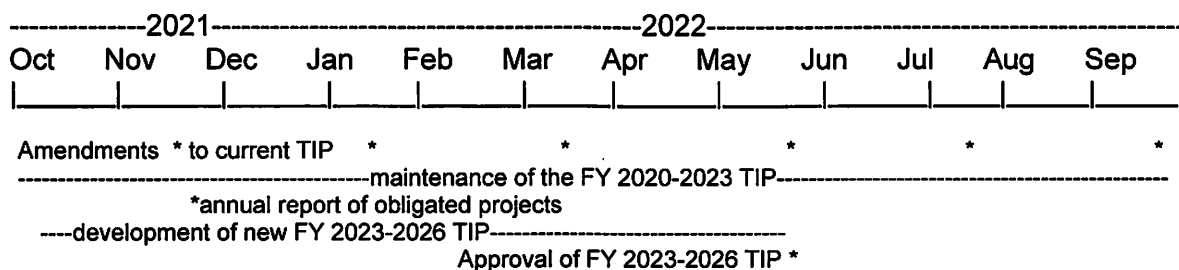 ---------------2021------------------------------------------------2022-----------------------------------------------------
Oct Nov Dec Jan Feb Mar Apr May Jun Jul Aug Sep
Amendments * to current TIP * * * * *
---------------------------------------maintenance of the FY 2020-2023 TIP-------------------------------------------
*annual report of obligated projects
----development of new FY 2023-2026 TIP---------------------------------
Approval of FY 2023-2026 TIP *